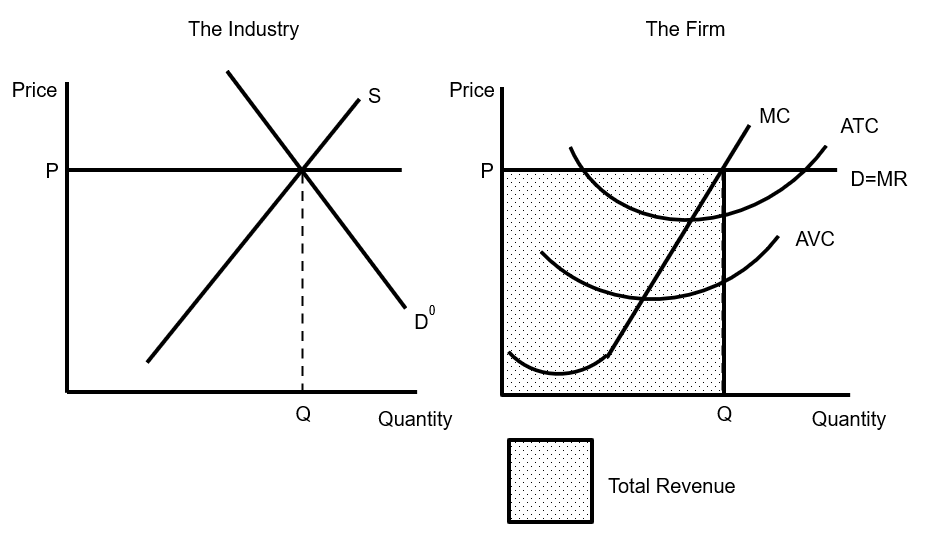 The Industry
Price
S
P
D⁰
Q
Quantity
The Firm
Price
MC
ATC
P
D=MR
AVC
Q
Quantity
Total Revenue